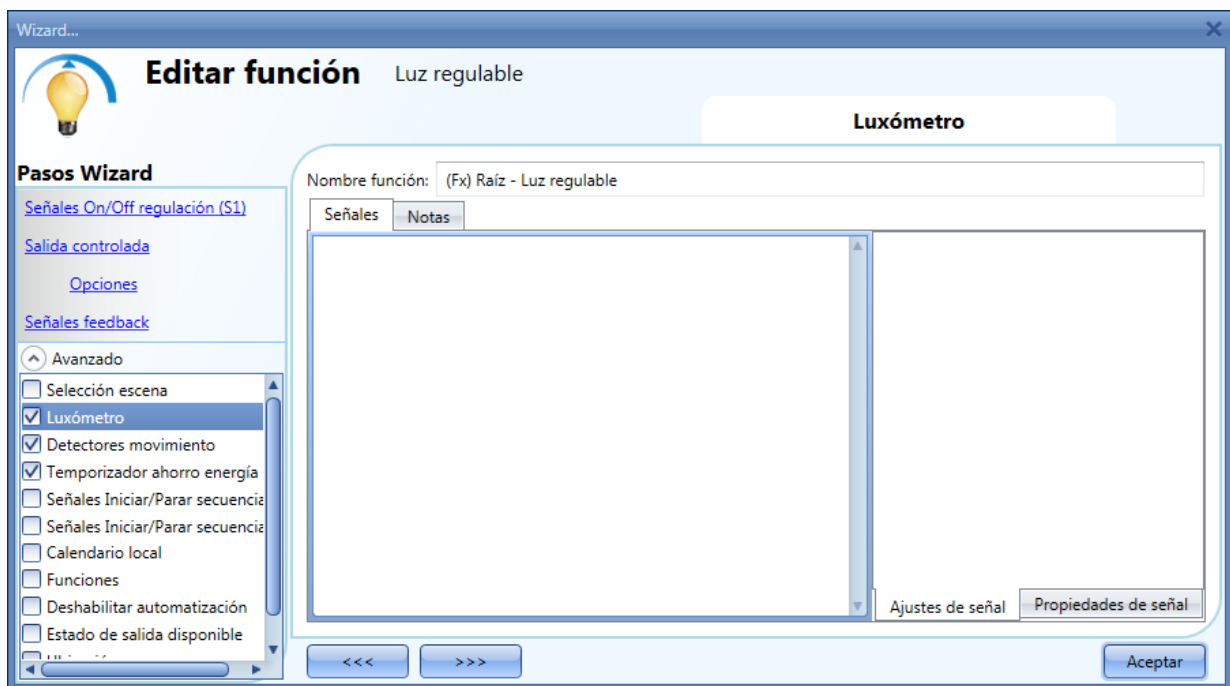 Wizard...
Editar función Luz regulable
Luxómetro
Pasos Wizard
Señales On/Off regulación (S1)
Salida controlada
Opciones
Señales feedback
Avanzado
Selección escena
Luxómetro
Detectores movimiento
Temporizador ahorro energía
Señales Iniciar/Parar secuencia
Señales Iniciar/Parar secuencia
Calendario local
Funciones
Deshabilitar automatización
Estado de salida disponible
Nombre función: (Fx) Raíz - Luz regulable
Señales Notas
Ajustes de señal Propiedades de señal
<<< >>> Aceptar